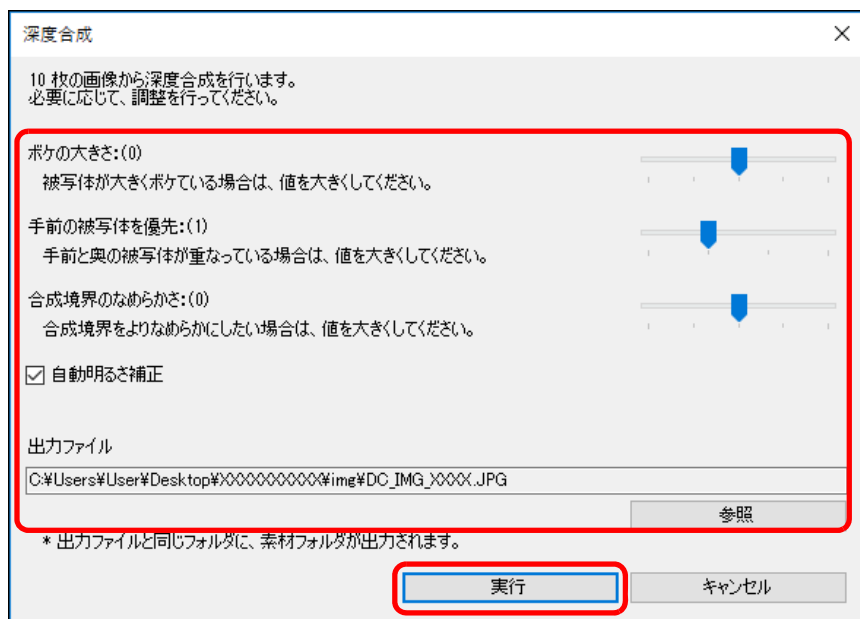 深度合成
10 枚の画像から深度合成を行います。
必要に応じて、調整を行ってください。
ボケの大きさ:(0)
被写体が大きくボケている場合は、値を大きくしてください。
手前の被写体を優先:(1)
手前と奥の被写体が重なっている場合は、値を大きくしてください。
合成境界のなめらかさ:(0)
合成境界をよりなめらかにしたい場合は、値を大きくしてください。
自動明るさ補正
出力ファイル
C:¥Users¥User¥Desktop¥XXXXXXXXXXX¥img¥DC_IMG_XXXX.JPG
参照
* 出力ファイルと同じフォルダに、素材フォルダが出力されます。
実行
キャンセル